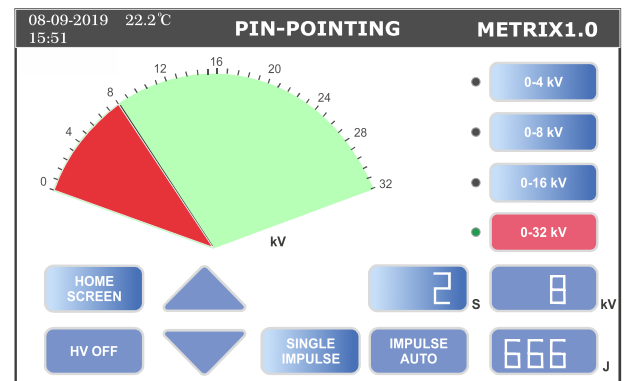 08-09-2019 22.2°C
15:51
PIN-POINTING
METRIX1.0
0
4
8
12
16
20
24
28
32
kV
0-4 kV
0-8 kV
0-16 kV
0-32 kV
HOME
SCREEN
2 S
8 kV
HV OFF
SINGLE
IMPULSE
IMPULSE
AUTO
666 J